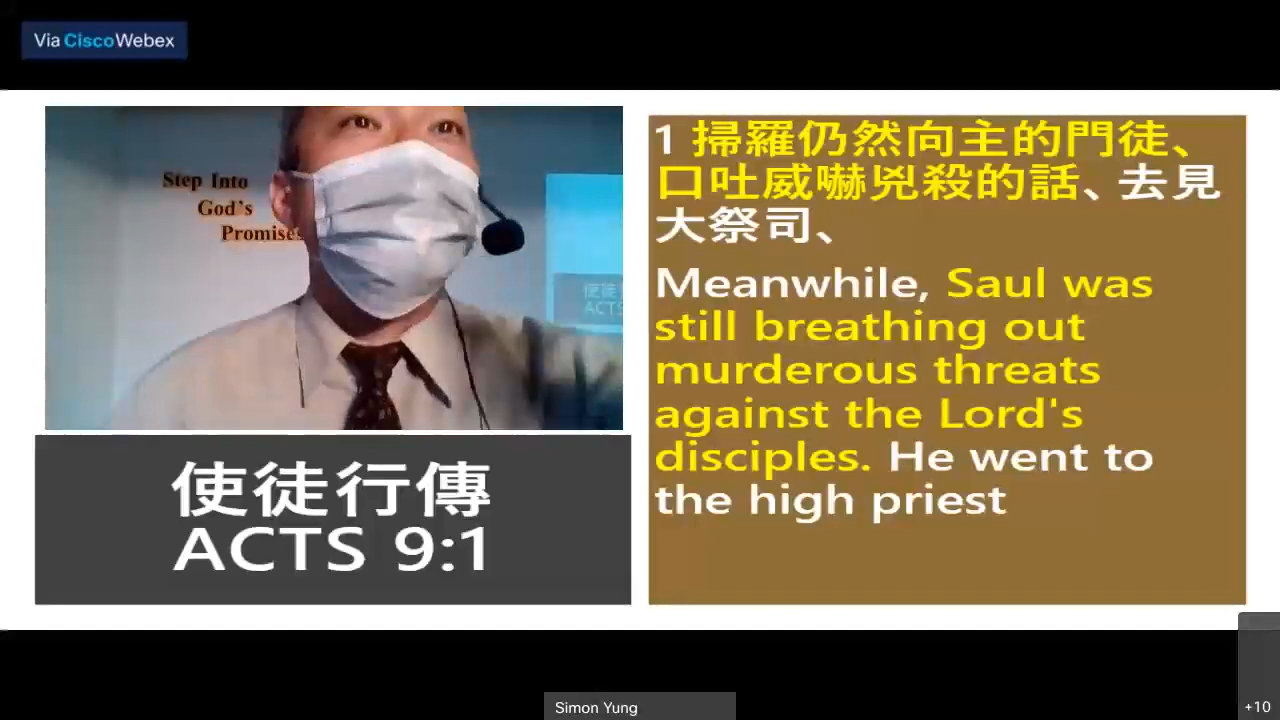 Via CiscoWebex
Step Into
God's
Promises
使徒
ACTS
使徒行傳
ACTS 9:1
1 掃羅仍然向主的門徒、
口吐威嚇兇殺的話、去見
大祭司、
Meanwhile, Saul was
still breathing out
murderous threats
against the Lord's
disciples. He went to
the high priest
Simon Yung
+10